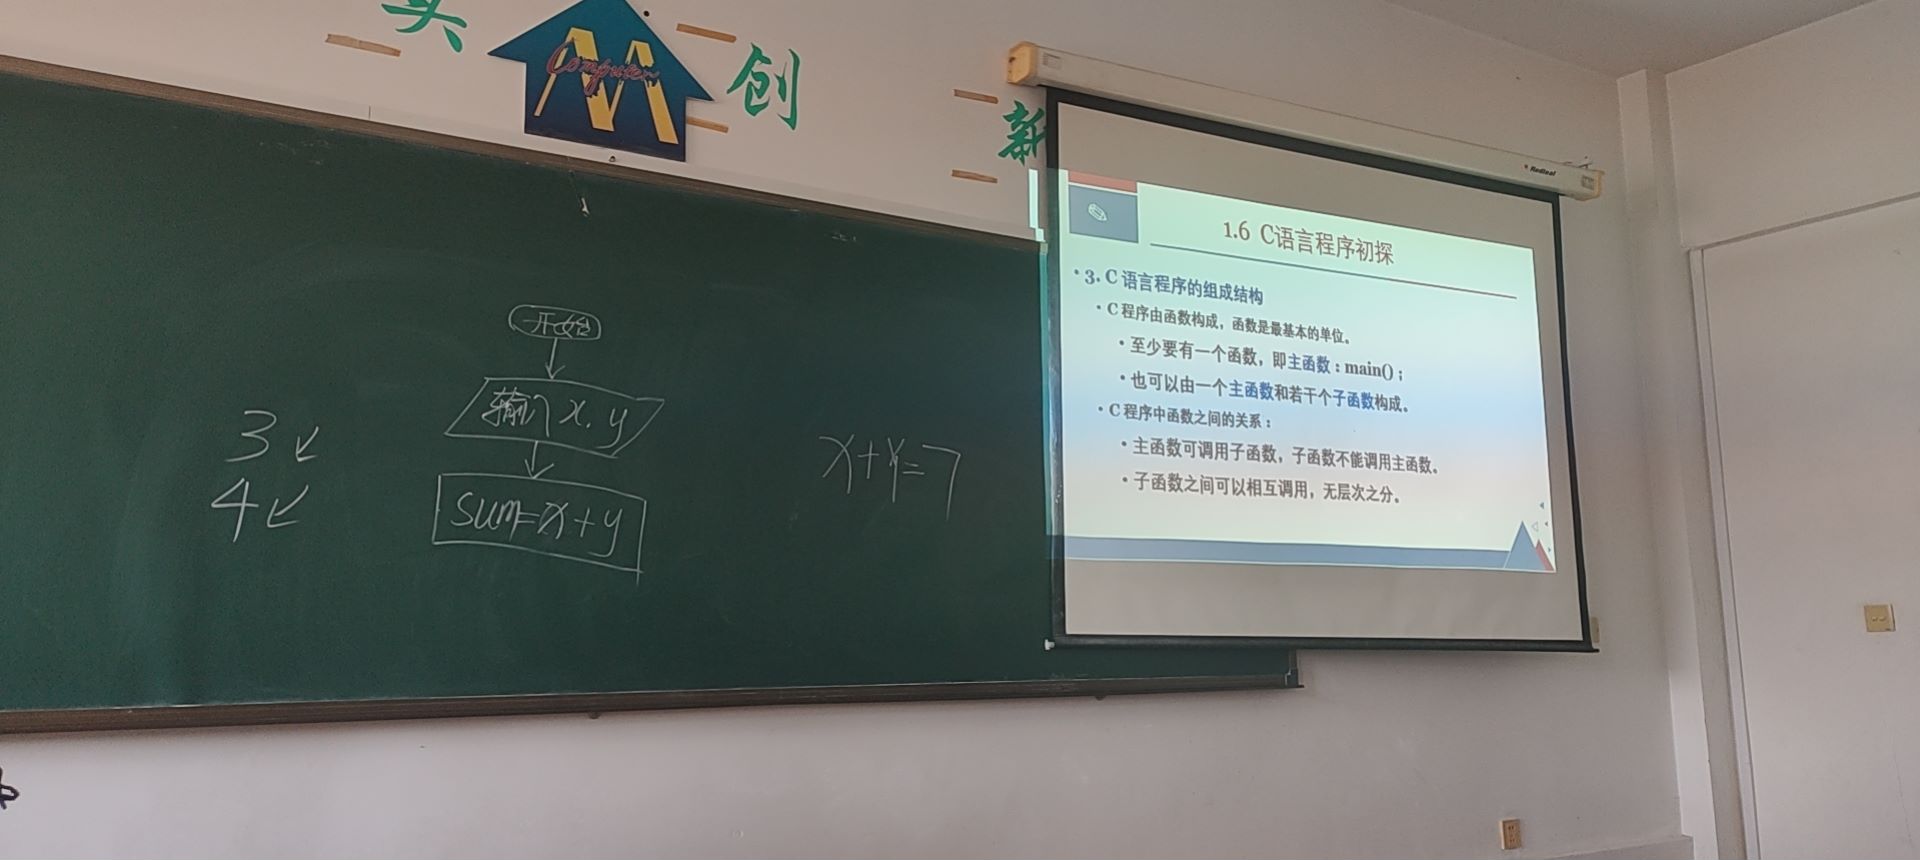 创
新
Computer
Redleaf
开始
输入x,y
sum=x+y
3↙
4↙
x+y=7
1.6 C语言程序初探
• 3. C 语言程序的组成结构
• C 程序由函数构成，函数是最基本的单位。
• 至少要有一个函数，即主函数：main()；
• 也可以由一个主函数和若干个子函数构成。
• C 程序中函数之间的关系：
• 主函数可调用子函数，子函数不能调用主函数。
• 子函数之间可以相互调用，无层次之分。